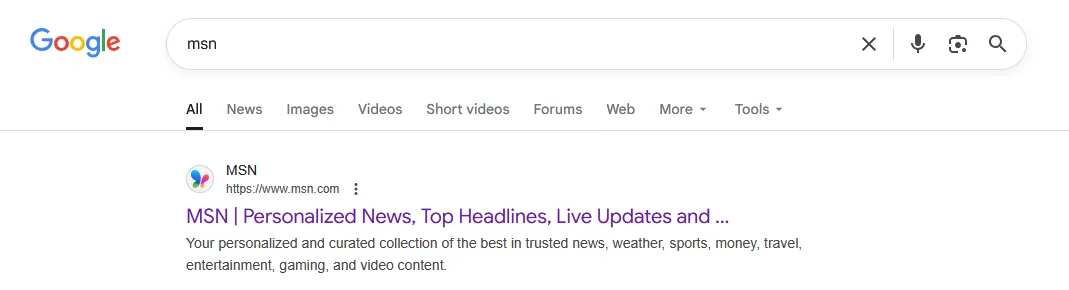 Google
msn
All News Images Videos Short videos Forums Web More Tools
MSN
https://www.msn.com
MSN | Personalized News, Top Headlines, Live Updates and ...
Your personalized and curated collection of the best in trusted news, weather, sports, money, travel,
entertainment, gaming, and video content.